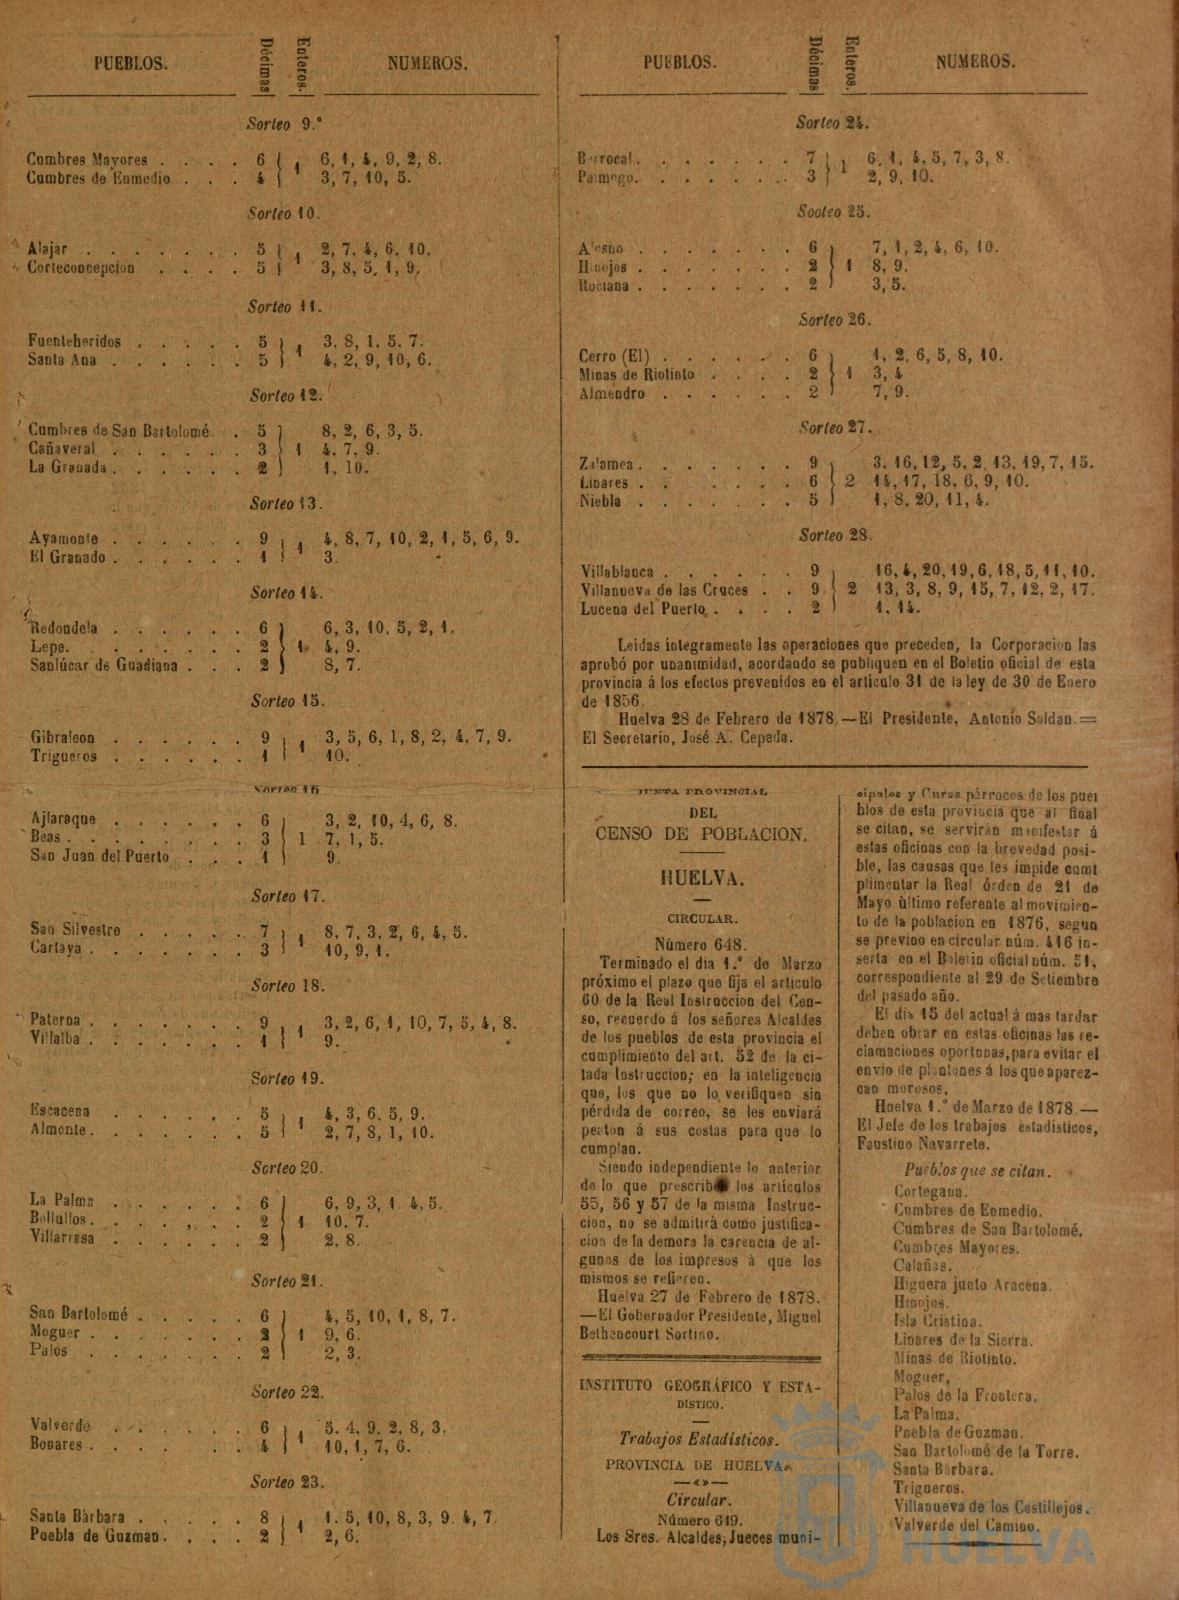 PUEBLOS. Décimas Enteros. NUMEROS.
Sorteo 9.º
Cumbres Mayores . . . . 6 1 6, 1, 4, 9, 2, 8.
Cumbres de Enmedio . . . 4 3, 7, 10, 5.
Sorteo 10.
Alajar . . . . . . . 5 1 2, 7, 4, 6, 10.
Corteconcepcion . . . . 5 3, 8, 5, 1, 9.
Sorteo 11.
Fuenteheridos . . . . . 5 1 3, 8, 1, 5, 7.
Santa Ana . . . . . . 5 4, 2, 9, 10, 6.
Sorteo 12.
Cumbres de San Bartolomé . 5 8, 2, 6, 3, 5.
Cañaveral . . . . . . 3 1 4, 7, 9.
La Granada . . . . . . 2 1, 10.
Sorteo 13.
Ayamonte . . . . . . 9 1 4, 8, 7, 10, 2, 1, 5, 6, 9.
El Granado . . . . . . 1 3.
Sorteo 14.
Redondela . . . . . . 6 6, 3, 10, 5, 2, 1.
Lepe. . . . . . . . 2 1 4, 9.
Sanlúcar de Guadiana . . . 2 8, 7.
Sorteo 15.
Gibraleon . . . . . . 9 1 3, 5, 6, 1, 8, 2, 4, 7, 9.
Trigueros . . . . . . 1 10.
Sorteo 16
Ajlaraque . . . . . . 6 3, 2, 10, 4, 6, 8.
Beas . . . . . . . . 3 1 7, 1, 5.
San Juan del Puerto . . . 1 9.
Sorteo 17.
San Silvestre . . . . . 7 1 8, 7, 3, 2, 6, 4, 5.
Cartaya . . . . . . . 3 10, 9, 1.
Sorteo 18.
Paterna . . . . . . . 9 1 3, 2, 6, 1, 10, 7, 5, 4, 8.
Villalba . . . . . . . 1 9.
Sorteo 19.
Escacena . . . . . . 5 1 4, 3, 6, 5, 9.
Almonte . . . . . . . 5 2, 7, 8, 1, 10.
Sorteo 20.
La Palma . . . . . . 6 6, 9, 3, 1. 4, 5.
Bollullos . . . . , . . 2 1 10, 7.
Villarrasa . . . . . . 2 2, 8.
Sorteo 21.
San Bartolomé . . . . . 6 4, 5, 10, 1, 8, 7.
Moguer . . . . . . . 2 1 9, 6.
Palos . . . . . . . 2 2, 3.
Sorteo 22.
Valverde . . . . . . 6 1 5. 4, 9, 2, 8, 3.
Bonares . . . . . . . 4 10, 1, 7, 6.
Sorteo 23.
Santa Bàrbara . . . . . 8 1 1. 5, 10, 8, 3, 9. 4, 7.
Puebla de Guzman . . . . 2 2, 6.
PUEBLOS. Décimas Enteros. NUMEROS.
Sorteo 24.
Berrocal . . . . . . . 7 1 6, 1, 4, 5, 7, 3, 8.
Paimogo. . . . . . . . 3 2, 9, 10.
Sooteo 25.
Alosno . . . . . . . 6 7, 1, 2, 4, 6, 10.
Hinojos . . . . . . . 2 1 8, 9.
Rociana . . . . . . . 2 3, 5.
Sorteo 26.
Cerro (El) . . . . . . 6 1, 2, 6, 5, 8, 10.
Minas de Riotinto . . . . 2 1 3, 4
Almendro . . . . . . 2 7, 9.
Sorteo 27.
Zalamea . . . . . . . 9 3, 16, 12, 5, 2, 13, 19, 7, 15.
Linares . . . . . . . 6 2 14, 17, 18, 6, 9, 10.
Niebla . . . . . . . 5 1, 8, 20, 11, 4.
Sorteo 28.
Villablanca . . . . . . 9 16, 4, 20, 19, 6, 18, 5, 11, 10.
Villanueva de las Cruces . . 9 2 13, 3, 8, 9, 15, 7, 12, 2, 17.
Lucena del Puerto . . . . 2 1, 14.
Leidas integramente las operaciones que preceden, la Corporacion las
aprobó por unanimidad, acordando se publiquen en el Boletin oficial de esta
provincia á los efectos prevenidos en el artículo 31 de la ley de 30 de Enero
de 1856.
Huelva 28 de Febrero de 1878.—El Presidente, Antonio Soldan.=
El Secretario, José A. Cepeda.
JUNTA PROVINCIAL
DEL
CENSO DE POBLACION.
HUELVA.
CIRCULAR.
Número 648.
Terminado el dia 1.º de Marzo
próximo el plazo que fija el articulo
60 de la Real Instruccion del Cen-
so, recuerdo á los señores Alcaldes
de los pueblos de esta provincia el
cumplimiento del art. 52 de la ci-
tada Instruccion; en la inteligencia
que, los que no lo verifiquen sin
pérdida de correo, se les enviará
peaton á sus costas para que lo
cumplan.
Siendo independiente lo anterior
de lo que prescribe los artículos
55, 56 y 57 de la misma Instruc-
cion, no se admitirá como justifica-
cion de la demora la carencia de al-
gunos de los impresos á que los
mismos se refieren.
Huelva 27 de Febrero de 1878.
—El Gobernador Presidente, Miguel
Bethencourt Sortino.
INSTITUTO GEOGRÁFICO Y ESTA-
DISTICO.
Trabajos Estadísticos.
PROVINCIA DE HUELVA.
Circular.
Número 649.
Los Sres. Alcaldes, Jueces muni-
cipales y Curas párrocos de los pue
blos de esta provincia que al final
se citan, se servirán manifestar á
estas oficinas con la brevedad posi-
ble, las causas que les impide
plimentar la Real órden de 21 de
Mayo ùltimo referente al movimien-
to de la poblacion en 1876, segun
se previno en circular núm. 416 in-
serta en el Boletin oficial núm. 51,
correspondiente al 29 de Setiembre
del pasado año.
El dia 15 del actual á mas tardar
deben obrar en estas oficinas las re-
clamaciones oportunas, para evitar el
envio de plantones á los que aparez-
can morosos.
Huelva 1.º de Marzo de 1878.—
El Jefe de los trabajos estadisticos,
Faustino Navarrete.
Pueblos que se citan.
Cortegana.
Cumbres de Enmedio.
Cumbres de San Bartolomé.
Cumbres Mayores.
Calañas.
Higuera junto Aracena.
Hinojos.
Isla Cristina.
Linares de la Sierra.
Minas de Riotinto.
Moguer,
Palos de la Frontera.
La Palma.
Puebla de Guzman.
San Bartolomé de la Torre.
Santa Barbara.
Trigueros.
Villanueva de los Castillejos.
Valverde del Camino.
HUELVA